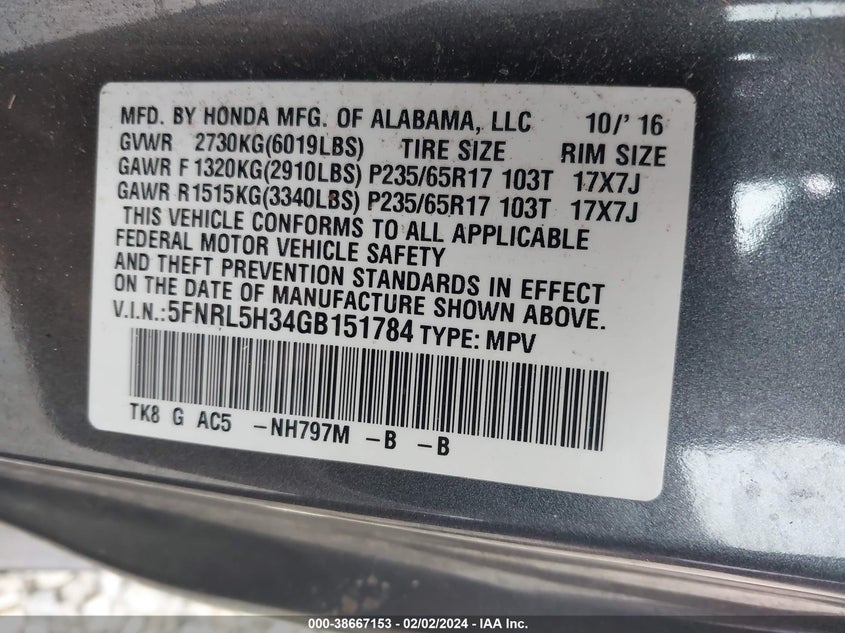 MFD. BY HONDA MFG. OF ALABAMA, LLC 10/'16
GVWR 2730KG(6019LBS) TIRE SIZE RIM SIZE
GAWR F 1320KG(2910LBS) P235/65R17 103T 17X7J
GAWR R1515KG(3340LBS) P235/65R17 103T 17X7J
THIS VEHICLE CONFORMS TO ALL APPLICABLE
FEDERAL MOTOR VEHICLE SAFETY
AND THEFT PREVENTION STANDARDS IN EFFECT
ON THE DATE OF MANUFACTURE SHOWN ABOVE.
V.I.N.:5FNRL5H34GB151784 TYPE: MPV
TK8 G AC5 -NH797M -B -B
000-38667153 - 02/02/2024 - IAA Inc.